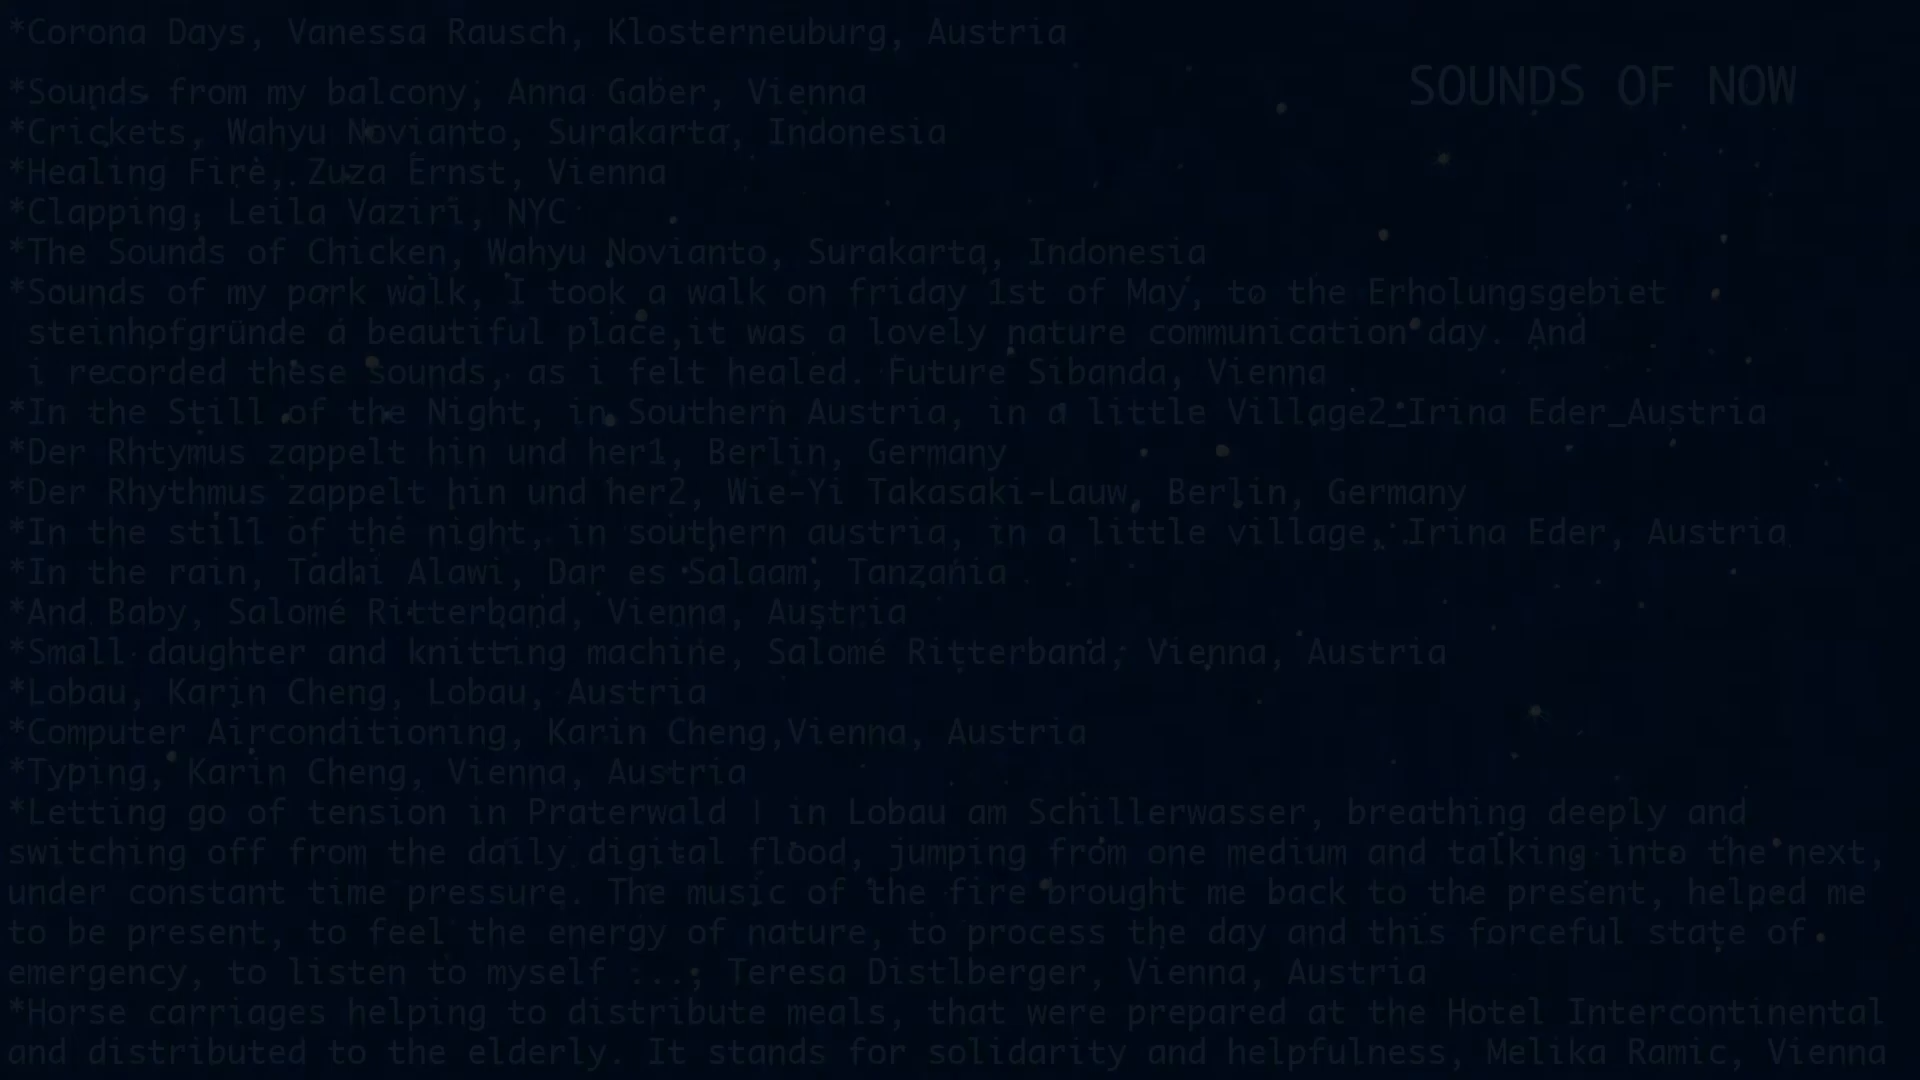 *Corona Days, Vanessa Rausch, Klosterneuburg, Austria
SOUNDS OF NOW
*Sounds from my balcony, Anna Gaber, Vienna
*Crickets, Wahyu Novianto, Surakarta, Indonesia
*Healing Fire, Zuza Ernst, Vienna
*Clapping, Leila Vaziri, NYC
*The Sounds of Chicken, Wahyu Novianto, Surakarta, Indonesia
*Sounds of my park walk, I took a walk on friday 1st of May, to the Erholungsgebiet
steinhofgründe a beautiful place,it was a lovely nature communication day. And
i recorded these sounds, as i felt healed. Future Sibanda, Vienna
*In the Still of the Night, in Southern Austria, in a little Village2_Irina Eder_Austria
*Der Rhtymus zappelt hin und her1, Berlin, Germany
*Der Rhythmus zappelt hin und her2, Wie-Yi Takasaki-Lauw, Berlin, Germany
*In the still of the night, in southern austria, in a little village, Irina Eder, Austria
*In the rain, Tadhi Alawi, Dar es Salaam, Tanzania
*And Baby, Salomé Ritterband, Vienna, Austria
*Small daughter and knitting machine, Salomé Ritterband, Vienna, Austria
*Lobau, Karin Cheng, Lobau, Austria
*Computer Airconditioning, Karin Cheng,Vienna, Austria
*Typing, Karin Cheng, Vienna, Austria
*Letting go of tension in Praterwald | in Lobau am Schillerwasser, breathing deeply and
switching off from the daily digital flood, jumping from one medium and talking into the next,
under constant time pressure. The music of the fire brought me back to the present, helped me
to be present, to feel the energy of nature, to process the day and this forceful state of
emergency, to listen to myself ..., Teresa Distlberger, Vienna, Austria
*Horse carriages helping to distribute meals, that were prepared at the Hotel Intercontinental
and distributed to the elderly. It stands for solidarity and helpfulness, Melika Ramic, Vienna